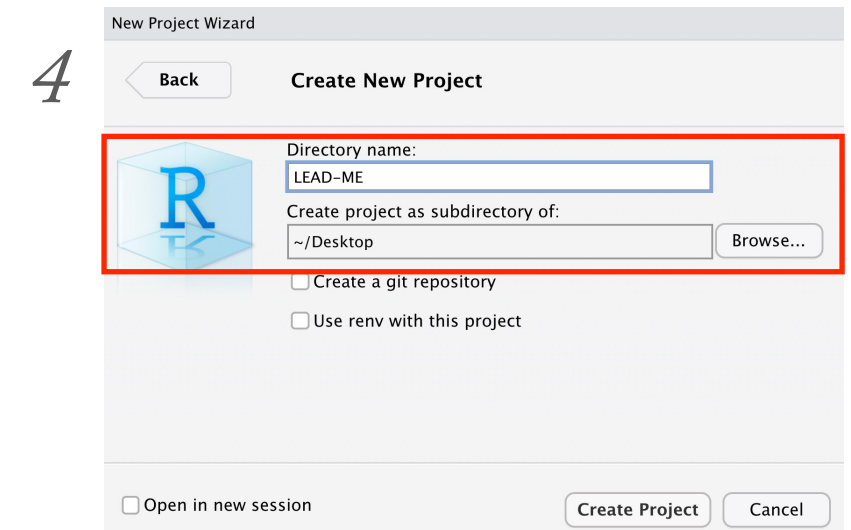 New Project Wizard
4
Back
Create New Project
Directory name:
R
LEAD-ME
Create project as subdirectory of:
~/Desktop
Browse...
Create a git repository
Use renv with this project
Open in new session
Create Project
Cancel